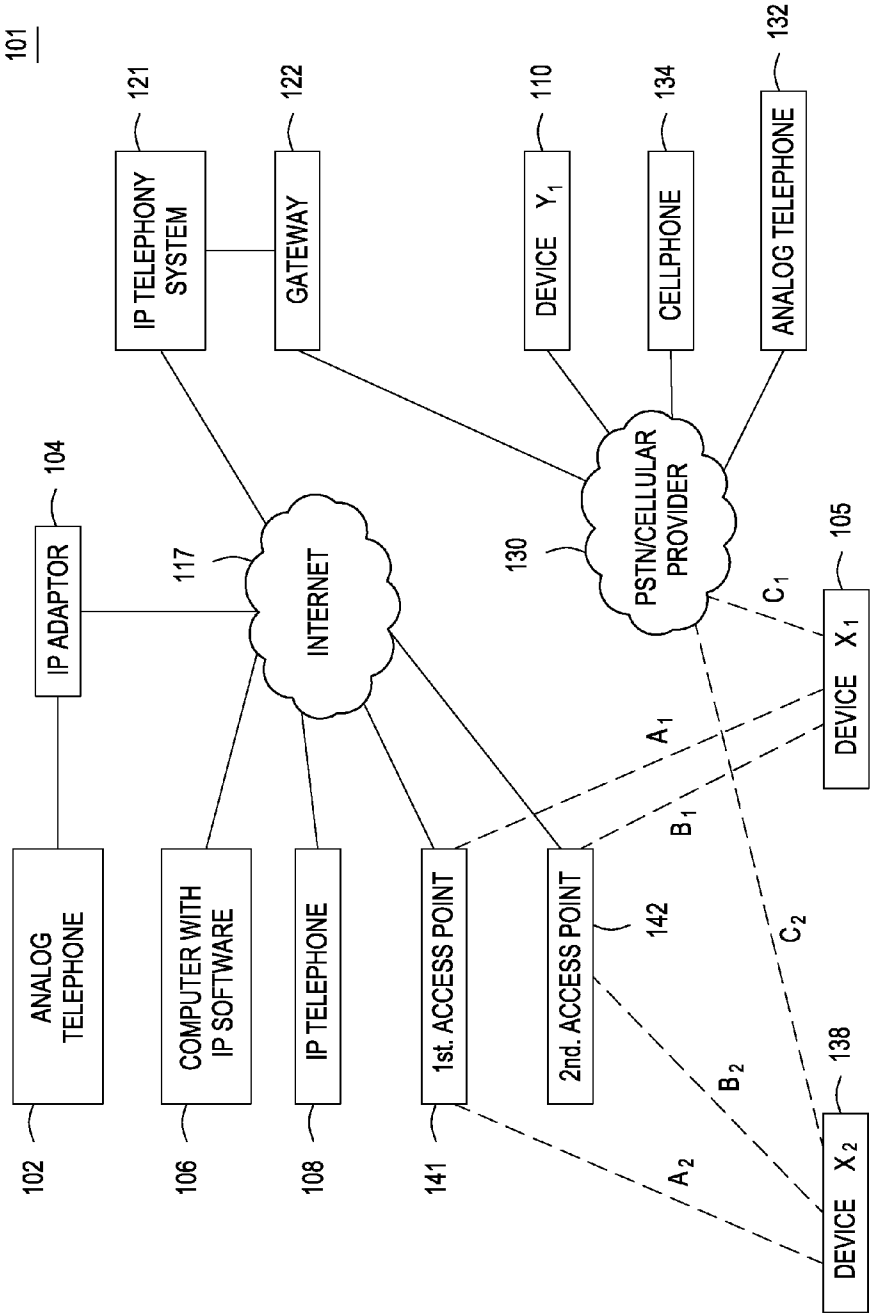 101
ANALOG
TELEPHONE
102
IP ADAPTOR
104
IP TELEPHONY
SYSTEM
121
COMPUTER WITH
IP SOFTWARE
106
INTERNET
117
GATEWAY
122
IP TELEPHONE
108
1st. ACCESS POINT
141
2nd. ACCESS POINT
142
DEVICE Y1
110
PSTN/CELLULAR
PROVIDER
130
CELLPHONE
134
ANALOG TELEPHONE
132
A2
B2
C2
A1
B1
C1
DEVICE X2
138
DEVICE X1
105